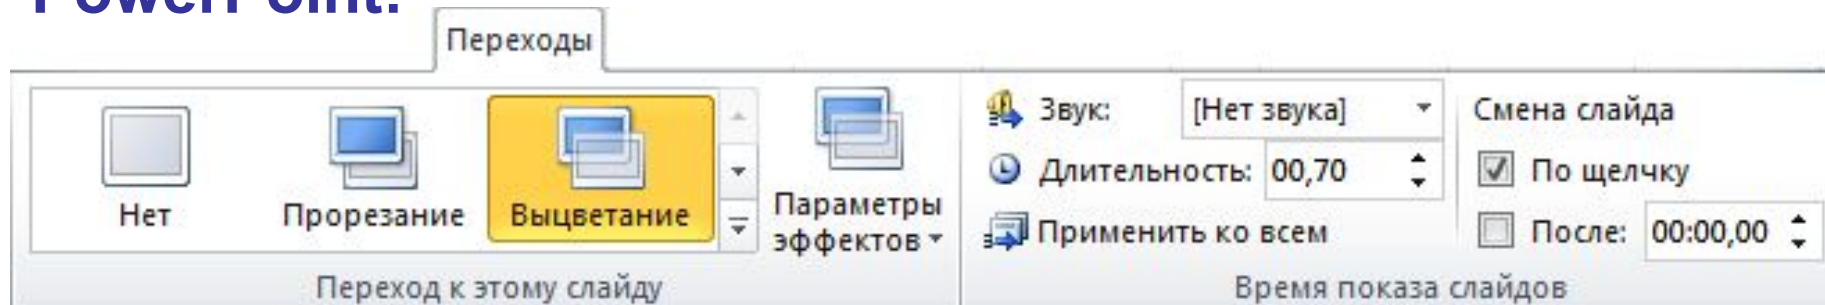 PowerPoint.
Переходы
Нет
Прорезание
Выцветание
Параметры
эффектов
Переход к этому слайду
Звук: [Нет звука]
Длительность: 00,70
Применить ко всем
Смена слайда
По щелчку
После: 00:00,00
Время показа слайдов